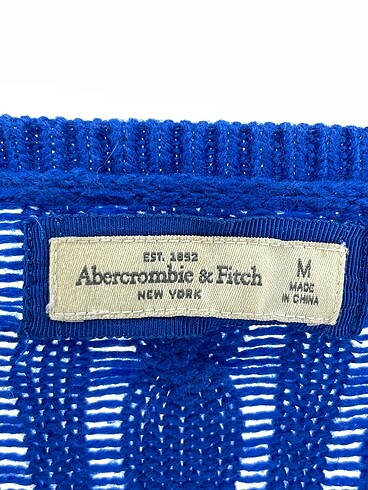 EST. 1892
Abercrombie & Fitch
NEW YORK
M
MADE
IN CHINA